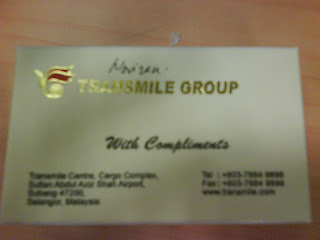 TRANSMILE GROUP
With Compliments
Transmile Centre, Cargo Complex,
Sultan Abdul Aziz Shah Airport,
Subang 47200,
Selangor, Malaysia
Tel : +603-7884 9898
Fax : +603-7884 9899
www.transmile.com